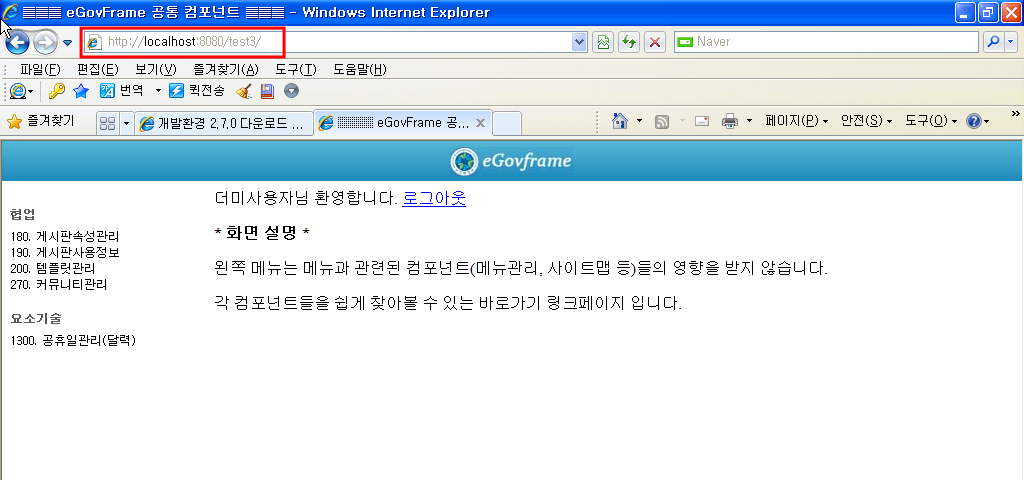 ▒▒▒ eGovFrame 공통 컴포넌트 ▒▒▒ - Windows Internet Explorer
http://localhost:8080/test3/
Naver
파일(F) 편집(E) 보기(V) 즐겨찾기(A) 도구(T) 도움말(H)
번역 퀵전송
즐겨찾기 개발환경 2,7,0 다운로드 ... ▒▒▒ eGovFrame 공,,, 페이지(P) 안전(S) 도구(O) »
eGovframe
더미사용자님 환영합니다. 로그아웃
* 화면 설명 *
왼쪽 메뉴는 메뉴과 관련된 컴포넌트(메뉴관리, 사이트맵 등)들의 영향을 받지 않습니다.
각 컴포넌트들을 쉽게 찾아볼 수 있는 바로가기 링크페이지 입니다.
협업
180. 게시판속성관리
190. 게시판사용정보
200. 템플릿관리
270. 커뮤니티관리
요소기술
1300. 공휴일관리(달력)